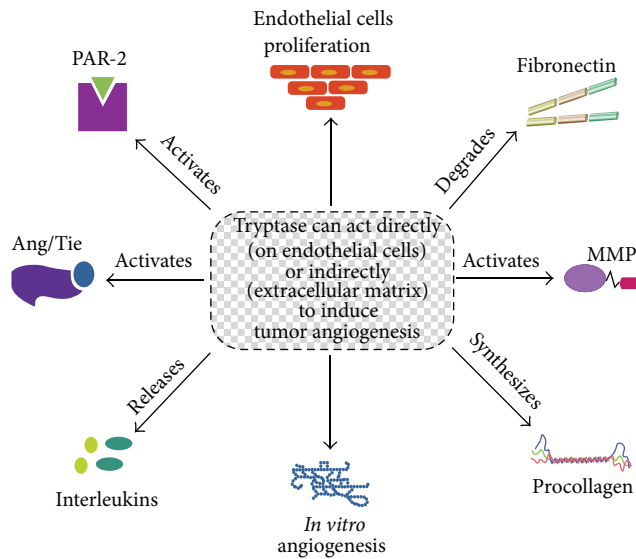 Endothelial cells
proliferation
PAR-2
Fibronectin
Activates
Degrades
Tryptase can act directly
(on endothelial cells)
or indirectly
(extracellular matrix)
to induce
tumor angiogenesis
Ang/Tie
Activates
Activates
MMP
Releases
Synthesizes
Interleukins
In vitro
angiogenesis
Procollagen